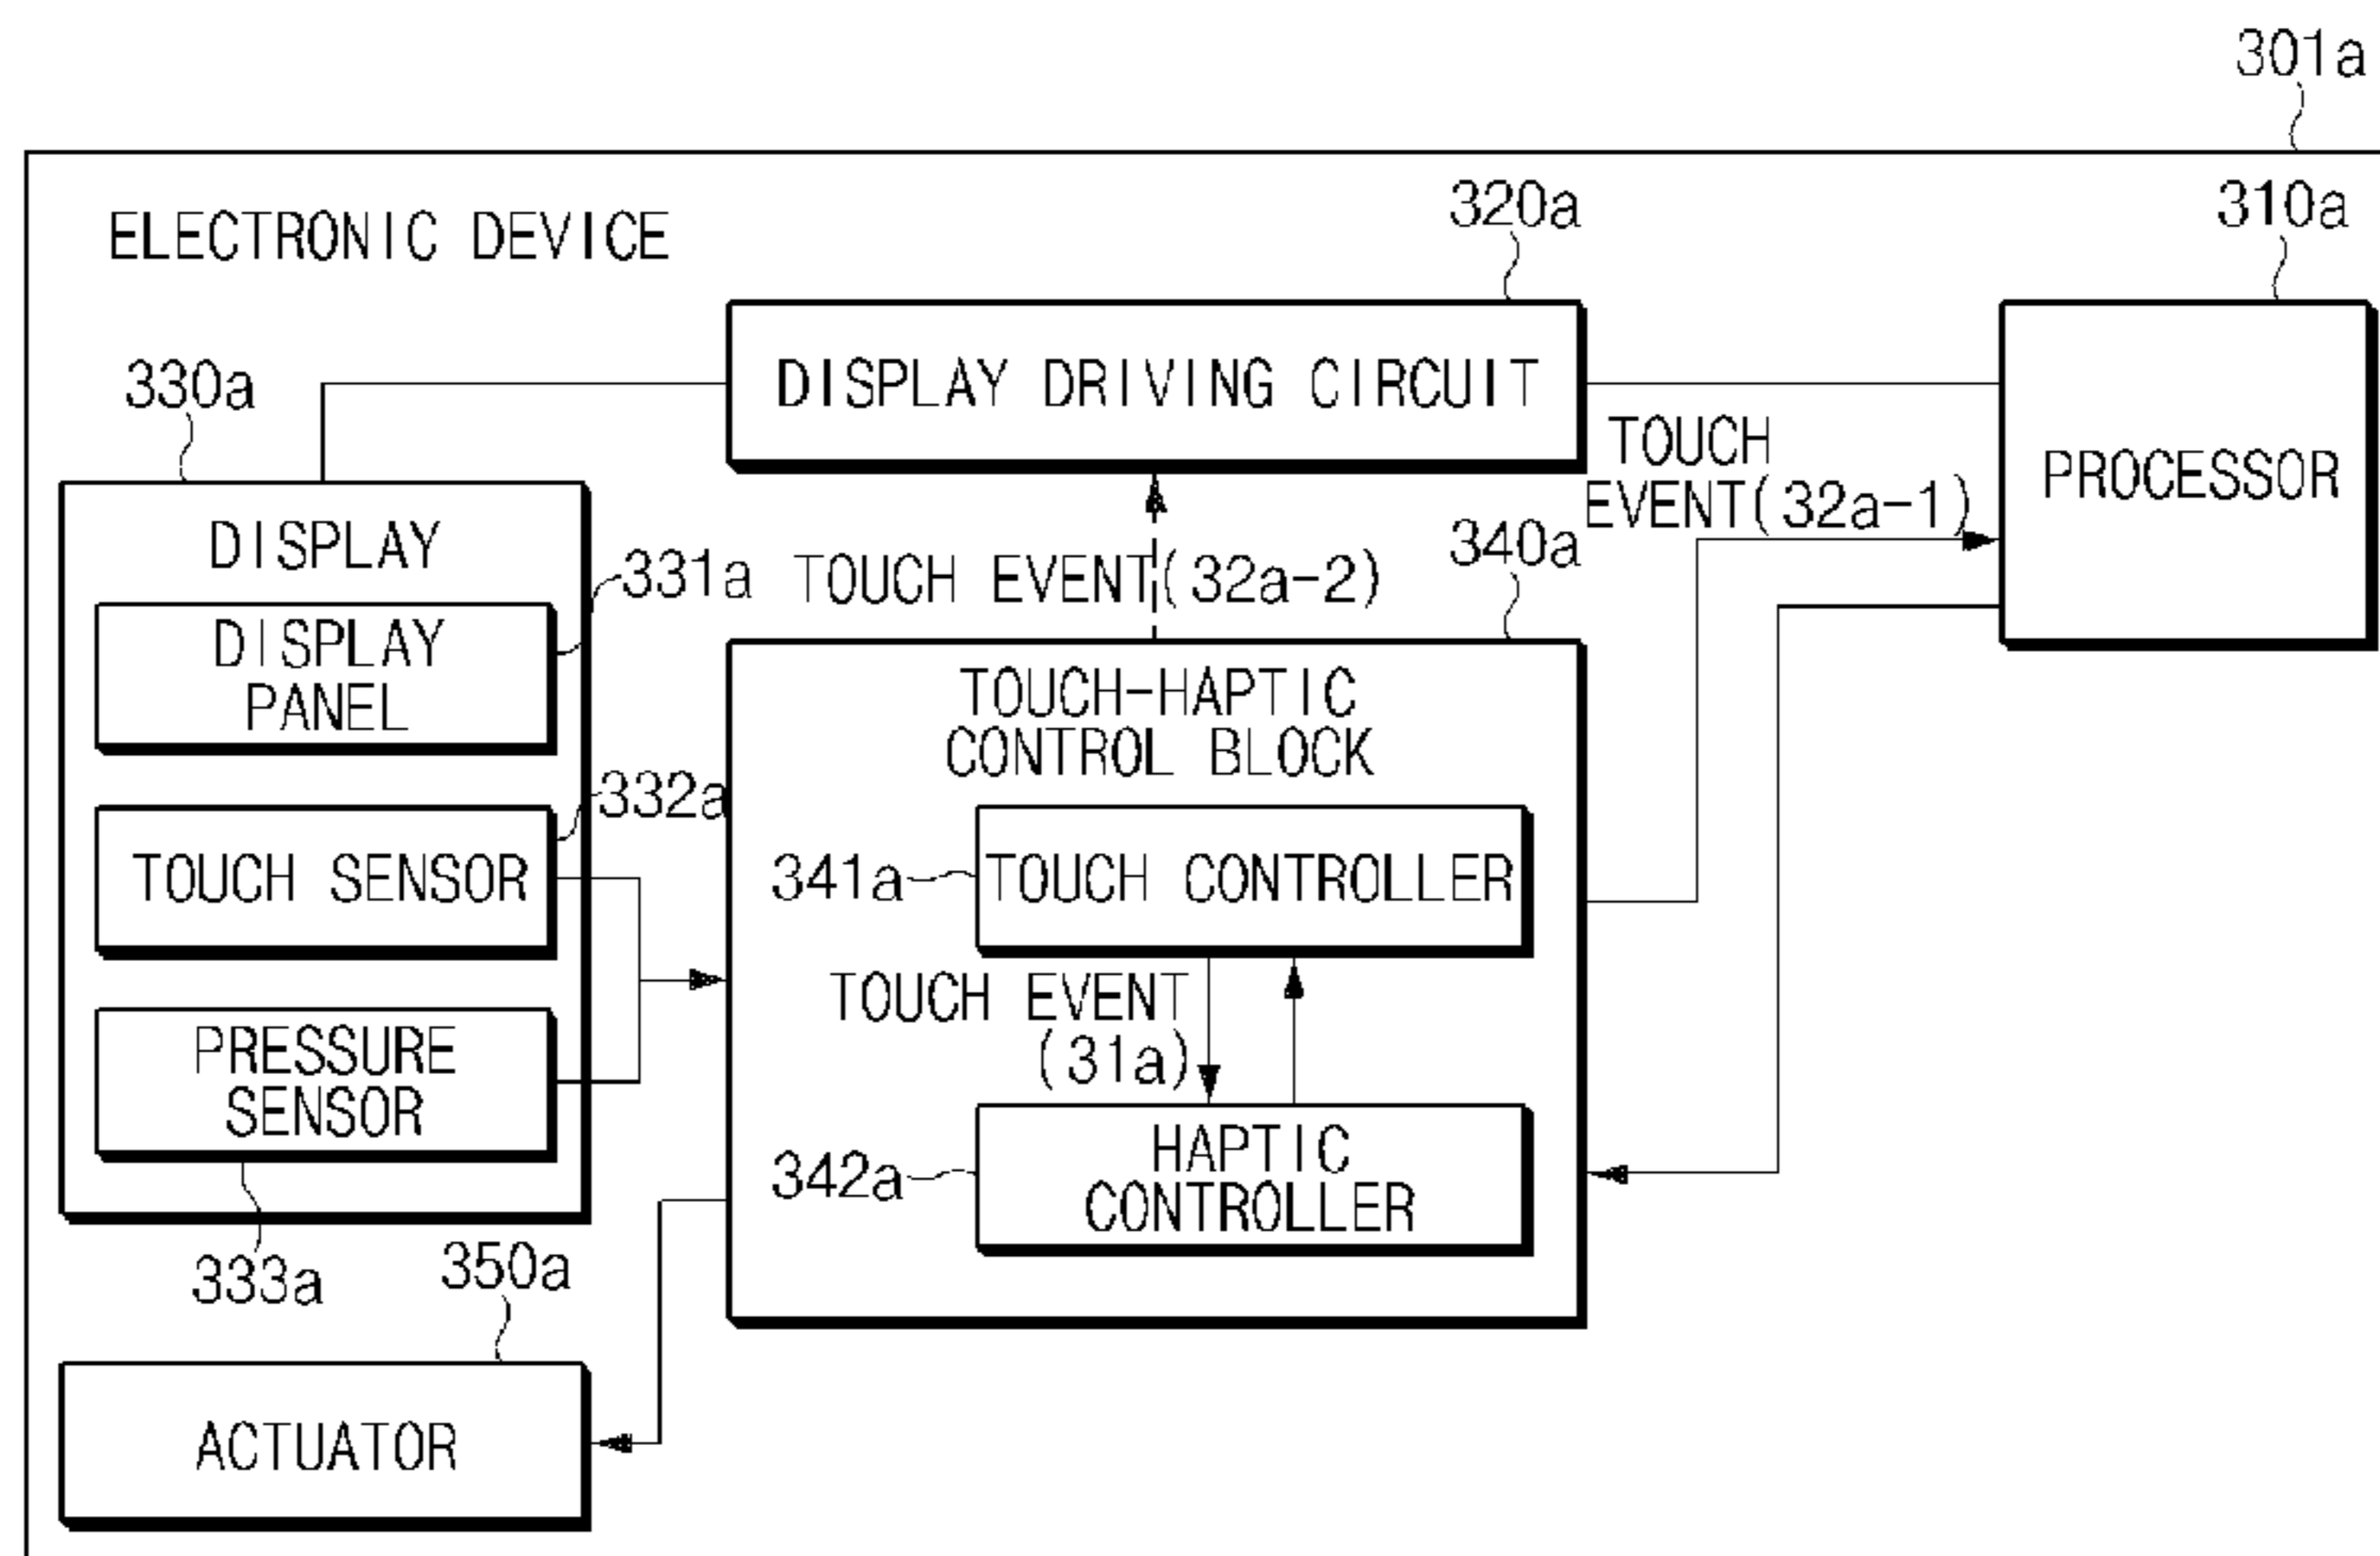 301a
ELECTRONIC DEVICE
320a
310a
DISPLAY DRIVING CIRCUIT
PROCESSOR
330a
TOUCH
EVENT(32a-1)
DISPLAY
331a
TOUCH EVENT(32a-2)
340a
DISPLAY
PANEL
TOUCH-HAPTIC
CONTROL BLOCK
332a
TOUCH SENSOR
341a
TOUCH CONTROLLER
TOUCH EVENT
(31a)
PRESSURE
SENSOR
342a
HAPTIC
CONTROLLER
333a
350a
ACTUATOR